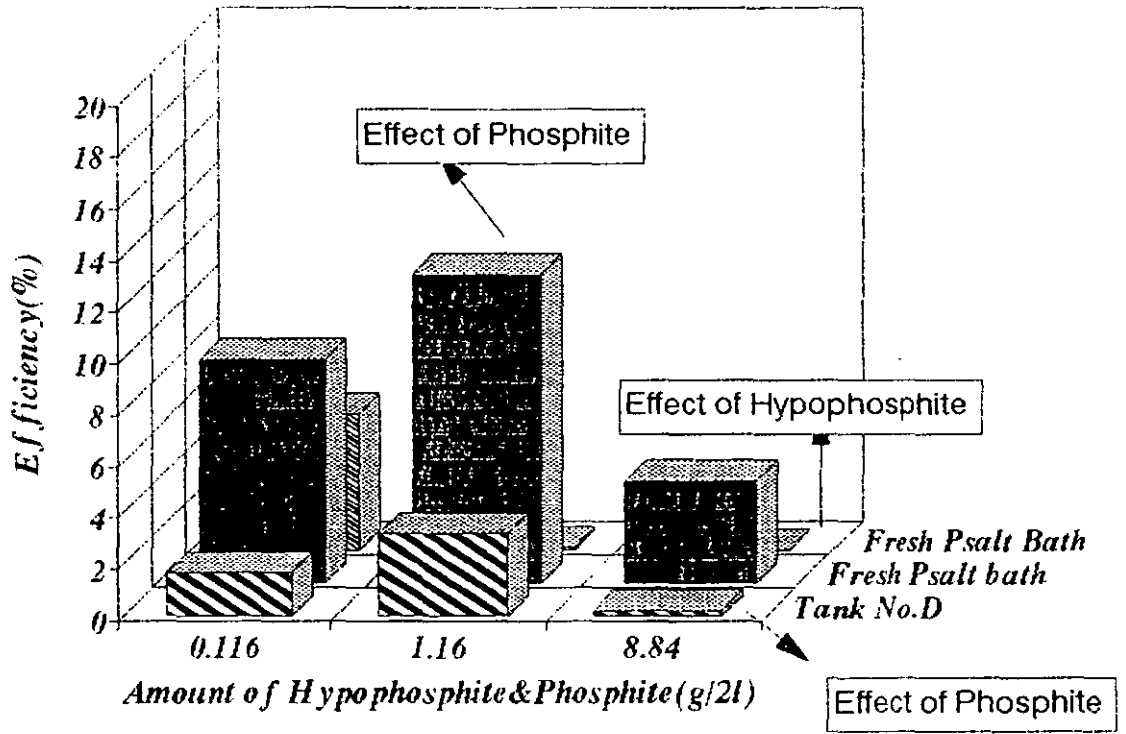 20
18
16
14
12
10
8
6
4
2
0
Efficiency(%)
Effect of Phosphite
Effect of Hypophosphite
Fresh Psalt Bath
Fresh Psalt bath
Tank No.D
0.116 1.16 8.84
Amount of Hypophosphite&Phosphite(g/2l)
Effect of Phosphite